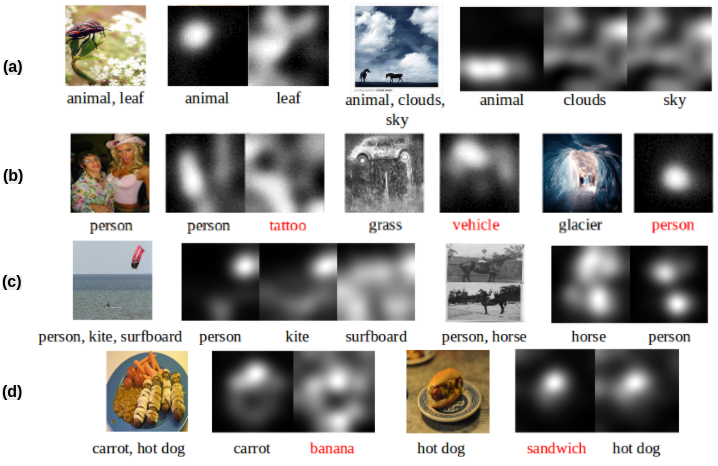 (a)
animal, leaf animal leaf animal, clouds, sky animal clouds sky
(b)
person person tattoo grass vehicle glacier person
(c)
person, kite, surfboard person kite surfboard person, horse horse person
(d)
carrot, hot dog carrot banana hot dog sandwich hot dog